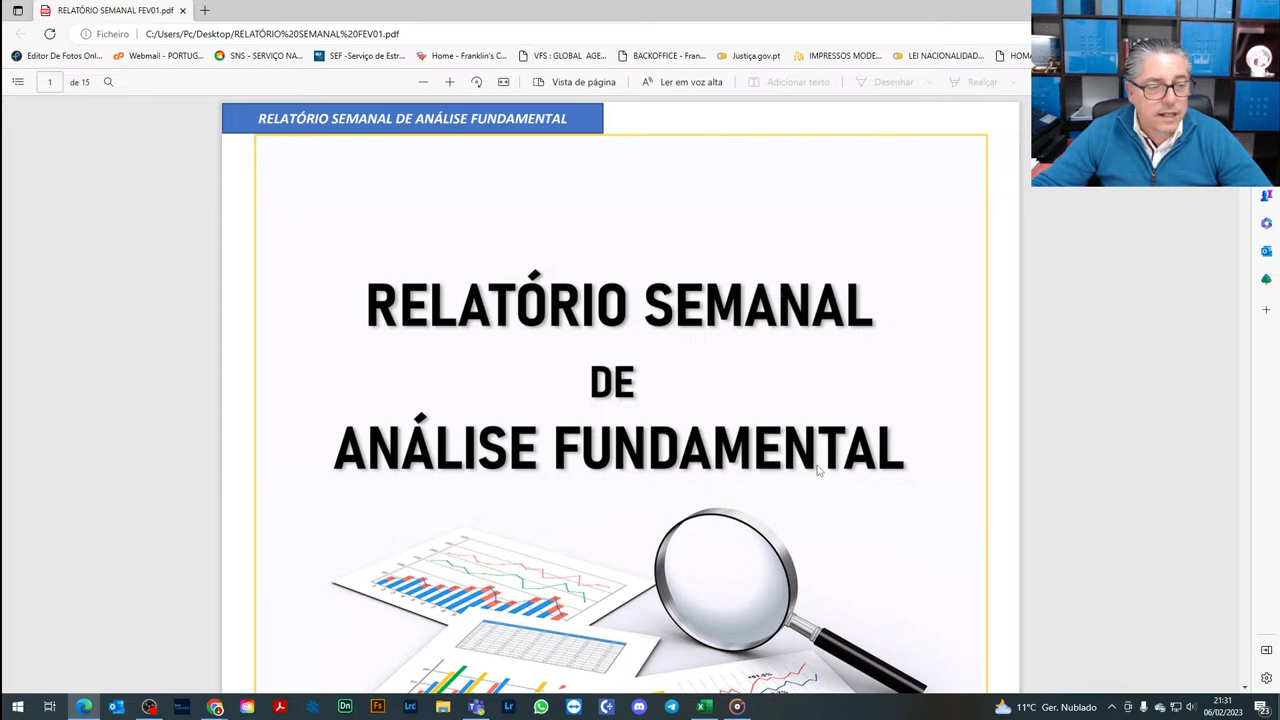 RELATÓRIO SEMANAL FEV01.pdf
Ficheiro C:/Users/Pc/Desktop/RELATÓRIO%20SEMANAL%20FEV01.pdf
Editor De Fotos Onl... Webmail - PORTUG... SNS - SERVIÇO NA... SEF -Serviço de Estr... Home - Franklin's C... VFS : GLOBAL AGE... BACKOFFICE - Fran... Justiça.gov.pt IMPRESSOS MODE... LEI NACIONALIDAD... HOMA
1 de 15 Vista de página Ler em voz alta Adicionar texto Desenhar Realçar
RELATÓRIO SEMANAL DE ANÁLISE FUNDAMENTAL
RELATÓRIO SEMANAL
DE
ANÁLISE FUNDAMENTAL
11°C Ger. Nublado 21:31
06/02/2023
23